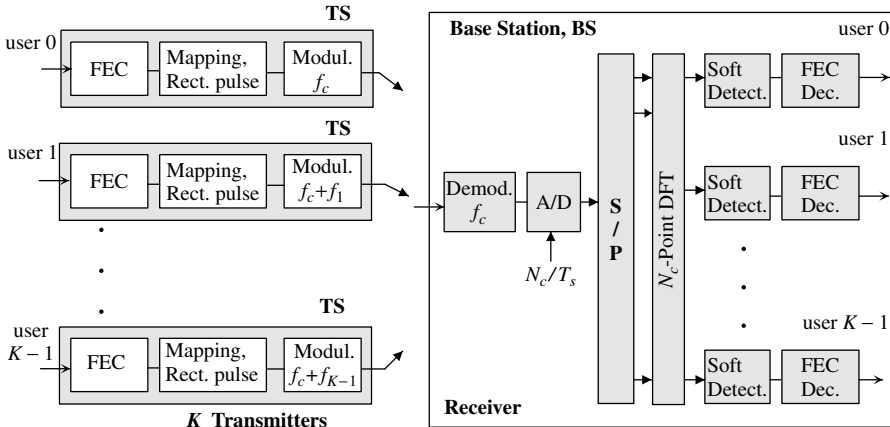 TS
user 0
FEC
Mapping,
Rect. pulse
Modul.
f_c
TS
user 1
FEC
Mapping,
Rect. pulse
Modul.
f_c+f_1
TS
user
K − 1
FEC
Mapping,
Rect. pulse
Modul.
f_c+f_{K−1}
K Transmitters
Base Station, BS
Demod.
f_c
A/D
N_c/T_s
S
/
P
N_c-Point DFT
user 0
Soft
Detect.
FEC
Dec.
user 1
Soft
Detect.
FEC
Dec.
user K − 1
Soft
Detect.
FEC
Dec.
Receiver